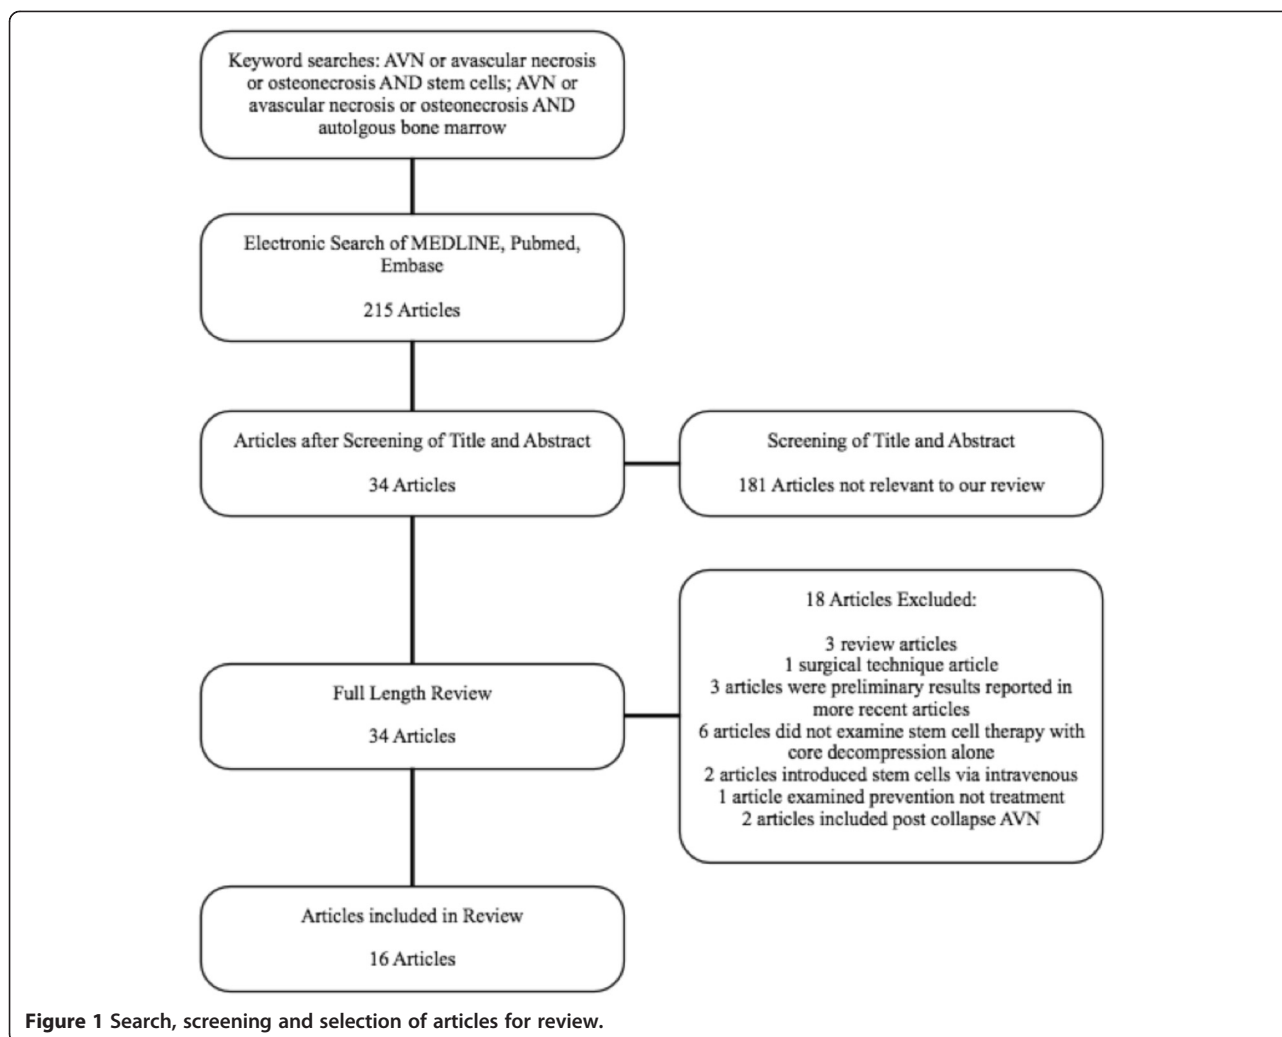 Keyword searches: AVN or avascular necrosis
or osteonecrosis AND stem cells; AVN or
avascular necrosis or osteonecrosis AND
autolgous bone marrow
Electronic Search of MEDLINE, Pubmed,
Embase
215 Articles
Articles after Screening of Title and Abstract
34 Articles
Screening of Title and Abstract
181 Articles not relevant to our review
18 Articles Excluded:
3 review articles
1 surgical technique article
3 articles were preliminary results reported in
more recent articles
6 articles did not examine stem cell therapy with
core decompression alone
2 articles introduced stem cells via intravenous
1 article examined prevention not treatment
2 articles included post collapse AVN
Full Length Review
34 Articles
Articles included in Review
16 Articles
Figure 1 Search, screening and selection of articles for review.